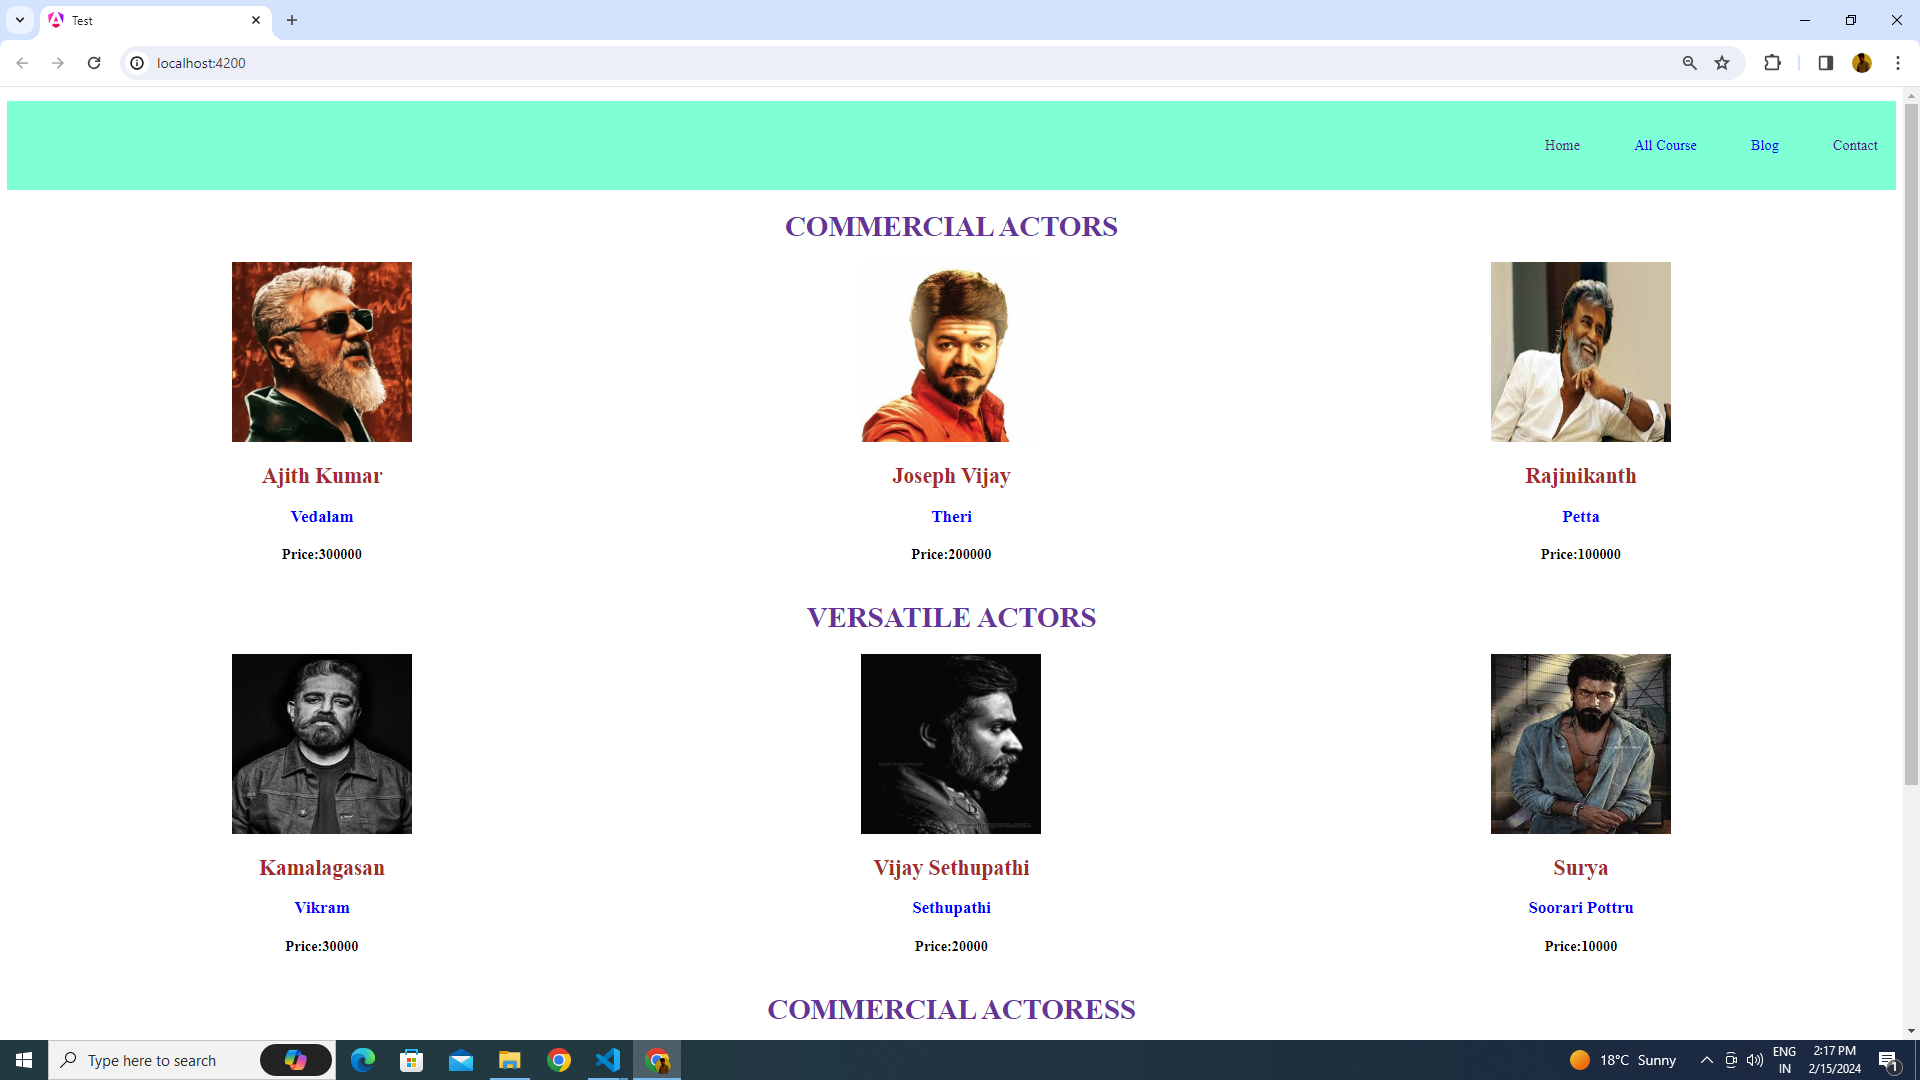 Test
localhost:4200
Home All Course Blog Contact
COMMERCIAL ACTORS
Ajith Kumar Joseph Vijay Rajinikanth
Vedalam Theri Petta
Price:300000 Price:200000 Price:100000
VERSATILE ACTORS
Kamalagasan Vijay Sethupathi Surya
Vikram Sethupathi Soorari Pottru
Price:30000 Price:20000 Price:10000
COMMERCIAL ACTORESS
Type here to search
18°C Sunny
ENG
IN
2:17 PM
2/15/2024
1